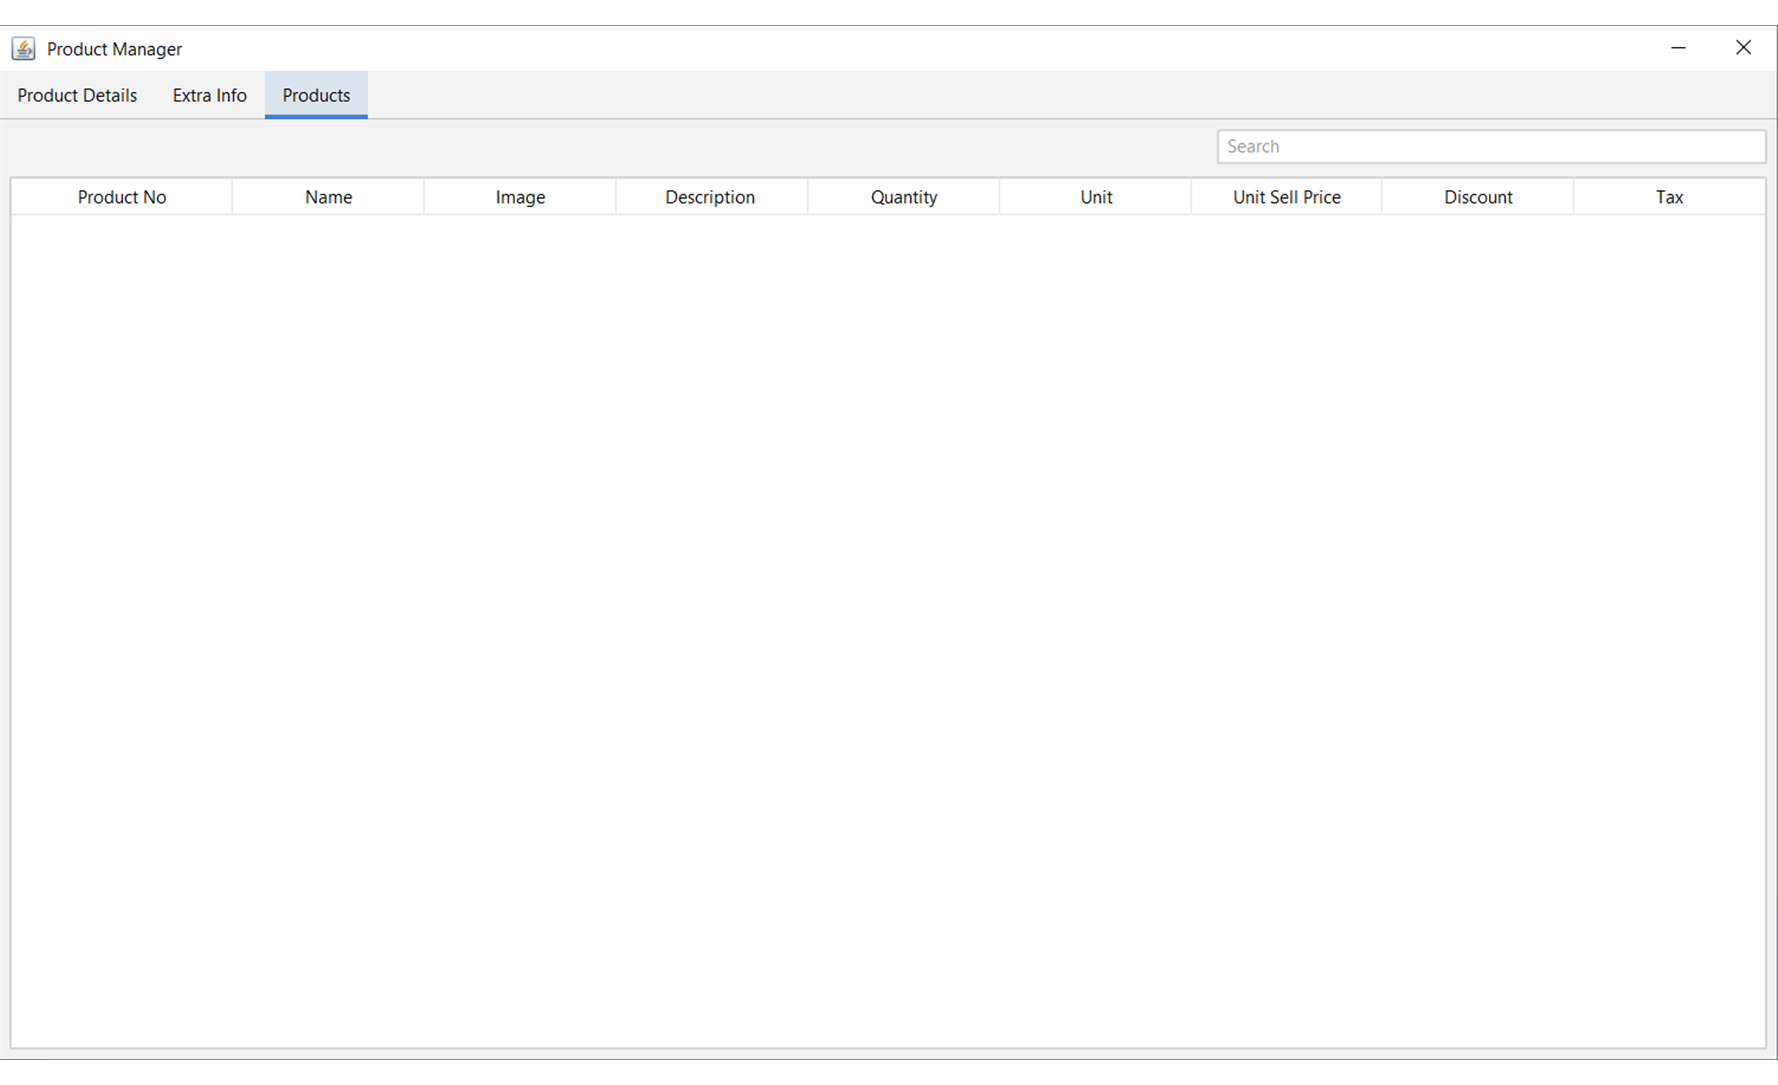 Product Manager
Product Details Extra Info Products
Search
Product No Name Image Description Quantity Unit Unit Sell Price Discount Tax